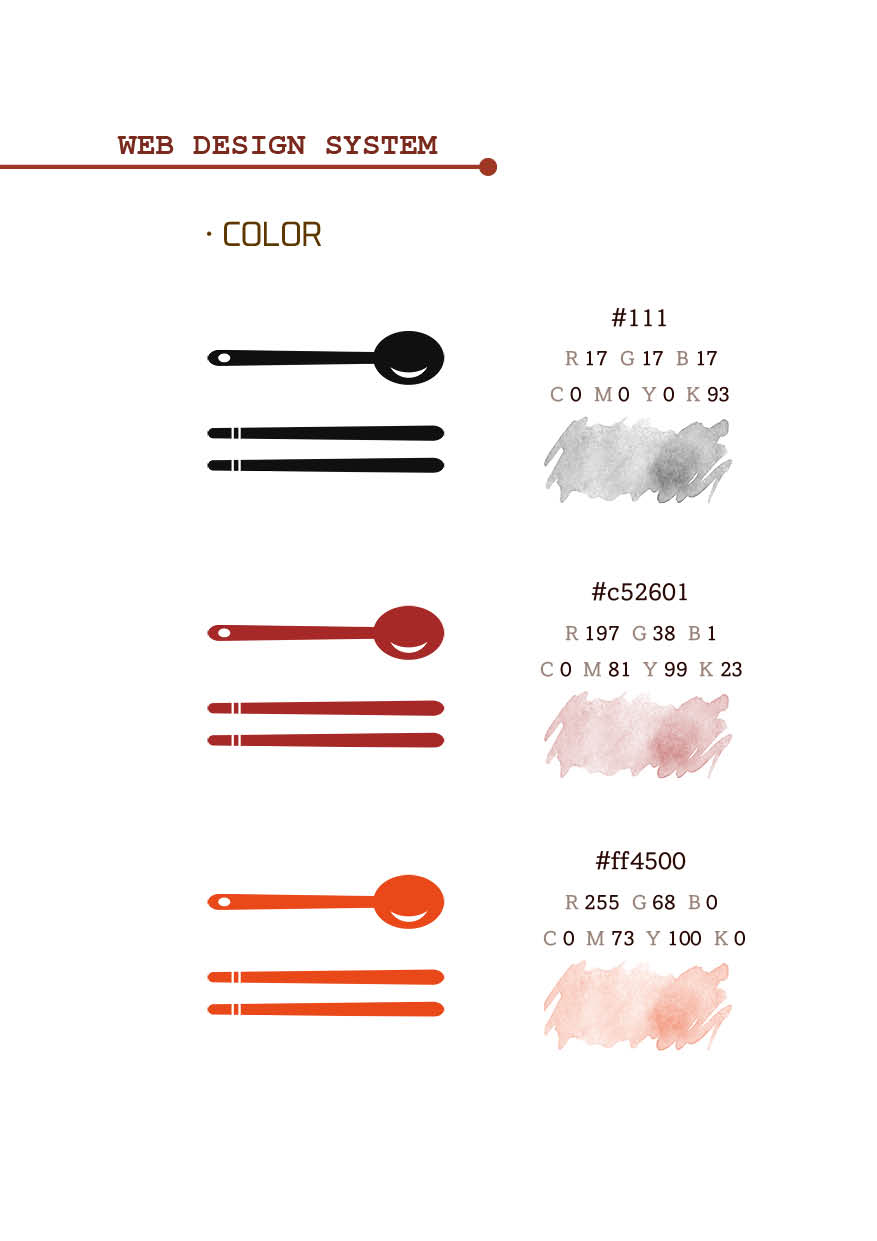 WEB DESIGN SYSTEM
· COLOR
#111
R 17 G 17 B 17
C 0 M 0 Y 0 K 93
#c52601
R 197 G 38 B 1
C 0 M 81 Y 99 K 23
#ff4500
R 255 G 68 B 0
C 0 M 73 Y 100 K 0